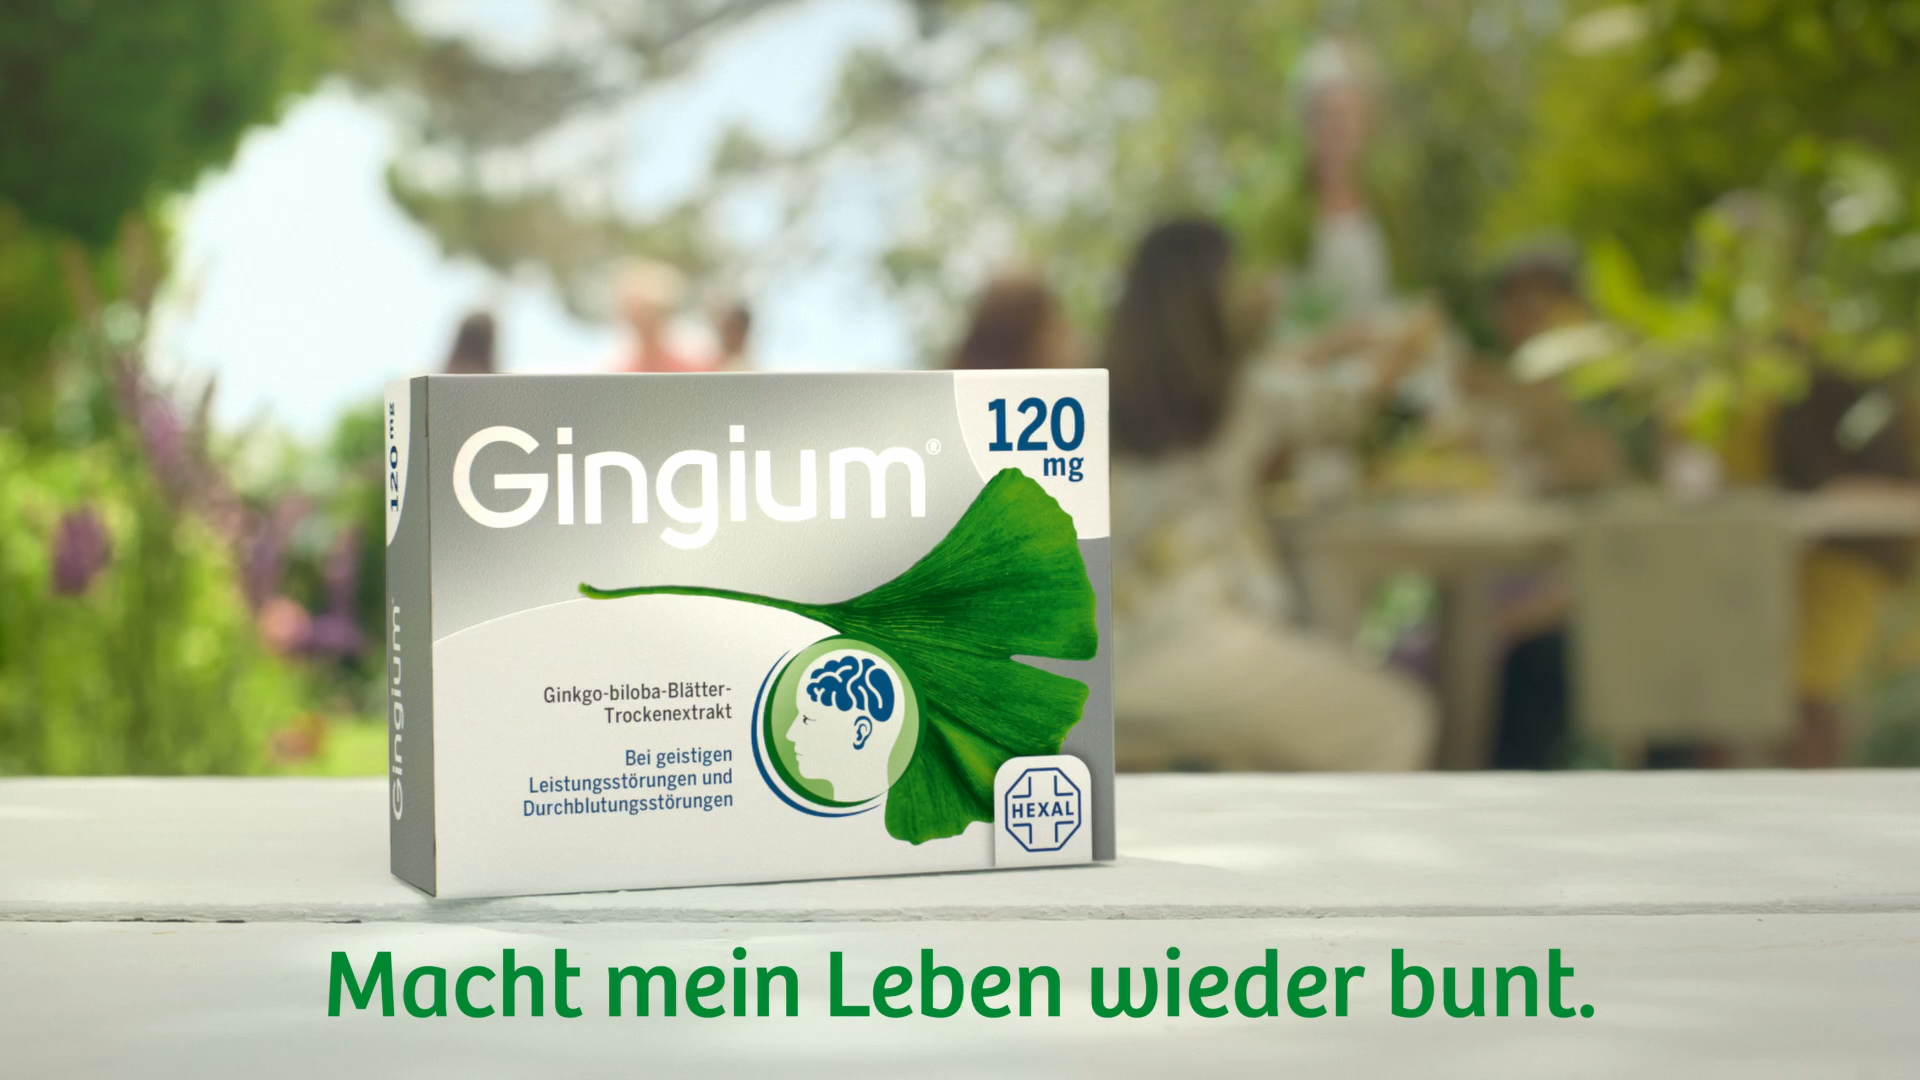 Gingium®
120
mg
120 mg
Gingium
Ginkgo-biloba-Blätter-
Trockenextrakt
Bei geistigen
Leistungsstörungen und
Durchblutungsstörungen
HEXAL
Macht mein Leben wieder bunt.